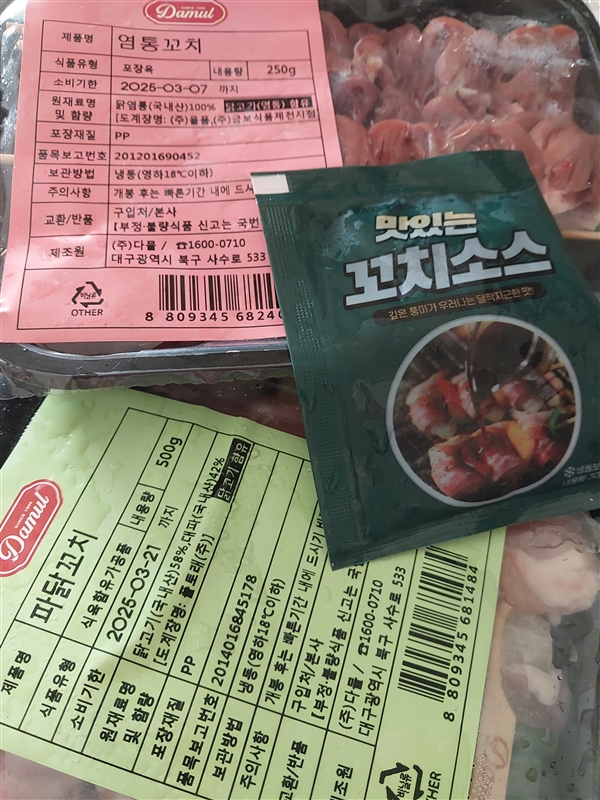 SINCE 1986
Damul
제품명 염통꼬치
식품유형 포장육 내용량 250g
소비기한 2025-03-07 까지
원재료명 및 함량 닭염통(국내산)100% 닭고기(염통) 함유
[도계장명: (주)올품,(주)금보식품제천지점
포장재질 PP
품목보고번호 201201690452
보관방법 냉동(영하18℃이하)
주의사항 개봉 후는 빠른기간 내에 드시
교환/반품 구입처/본사
[부정·불량식품 신고는 국번
제조원 (주)다물 / ☎1600-0710
대구광역시 북구 사수로 533
비닐류
OTHER
8 809345 68240
맛있는
꼬치소스
깊은 풍미가 우러나는 달짝지근한 맛!
Damul
제품명 파닭꼬치
식품유형 식육함유가공품 내용량 500g
소비기한 2025-03-21 까지
원재료명 및 함량 닭고기(국내산)58%,대파(국내산)42%
닭고기 함유
[도계장명: 플토래(주)]
포장재질 PP
품목보고번호 2014016845178
보관방법 냉동(영하18℃이하)
주의사항 개봉 후는 빠른기간 내에 드시기
교환/반품 구입처/본사
[부정·불량식품 신고는 국번
조원 (주)다물 / ☎1600-0710
대구광역시 북구 사수로 533
8 809345 681484
비닐류
HER